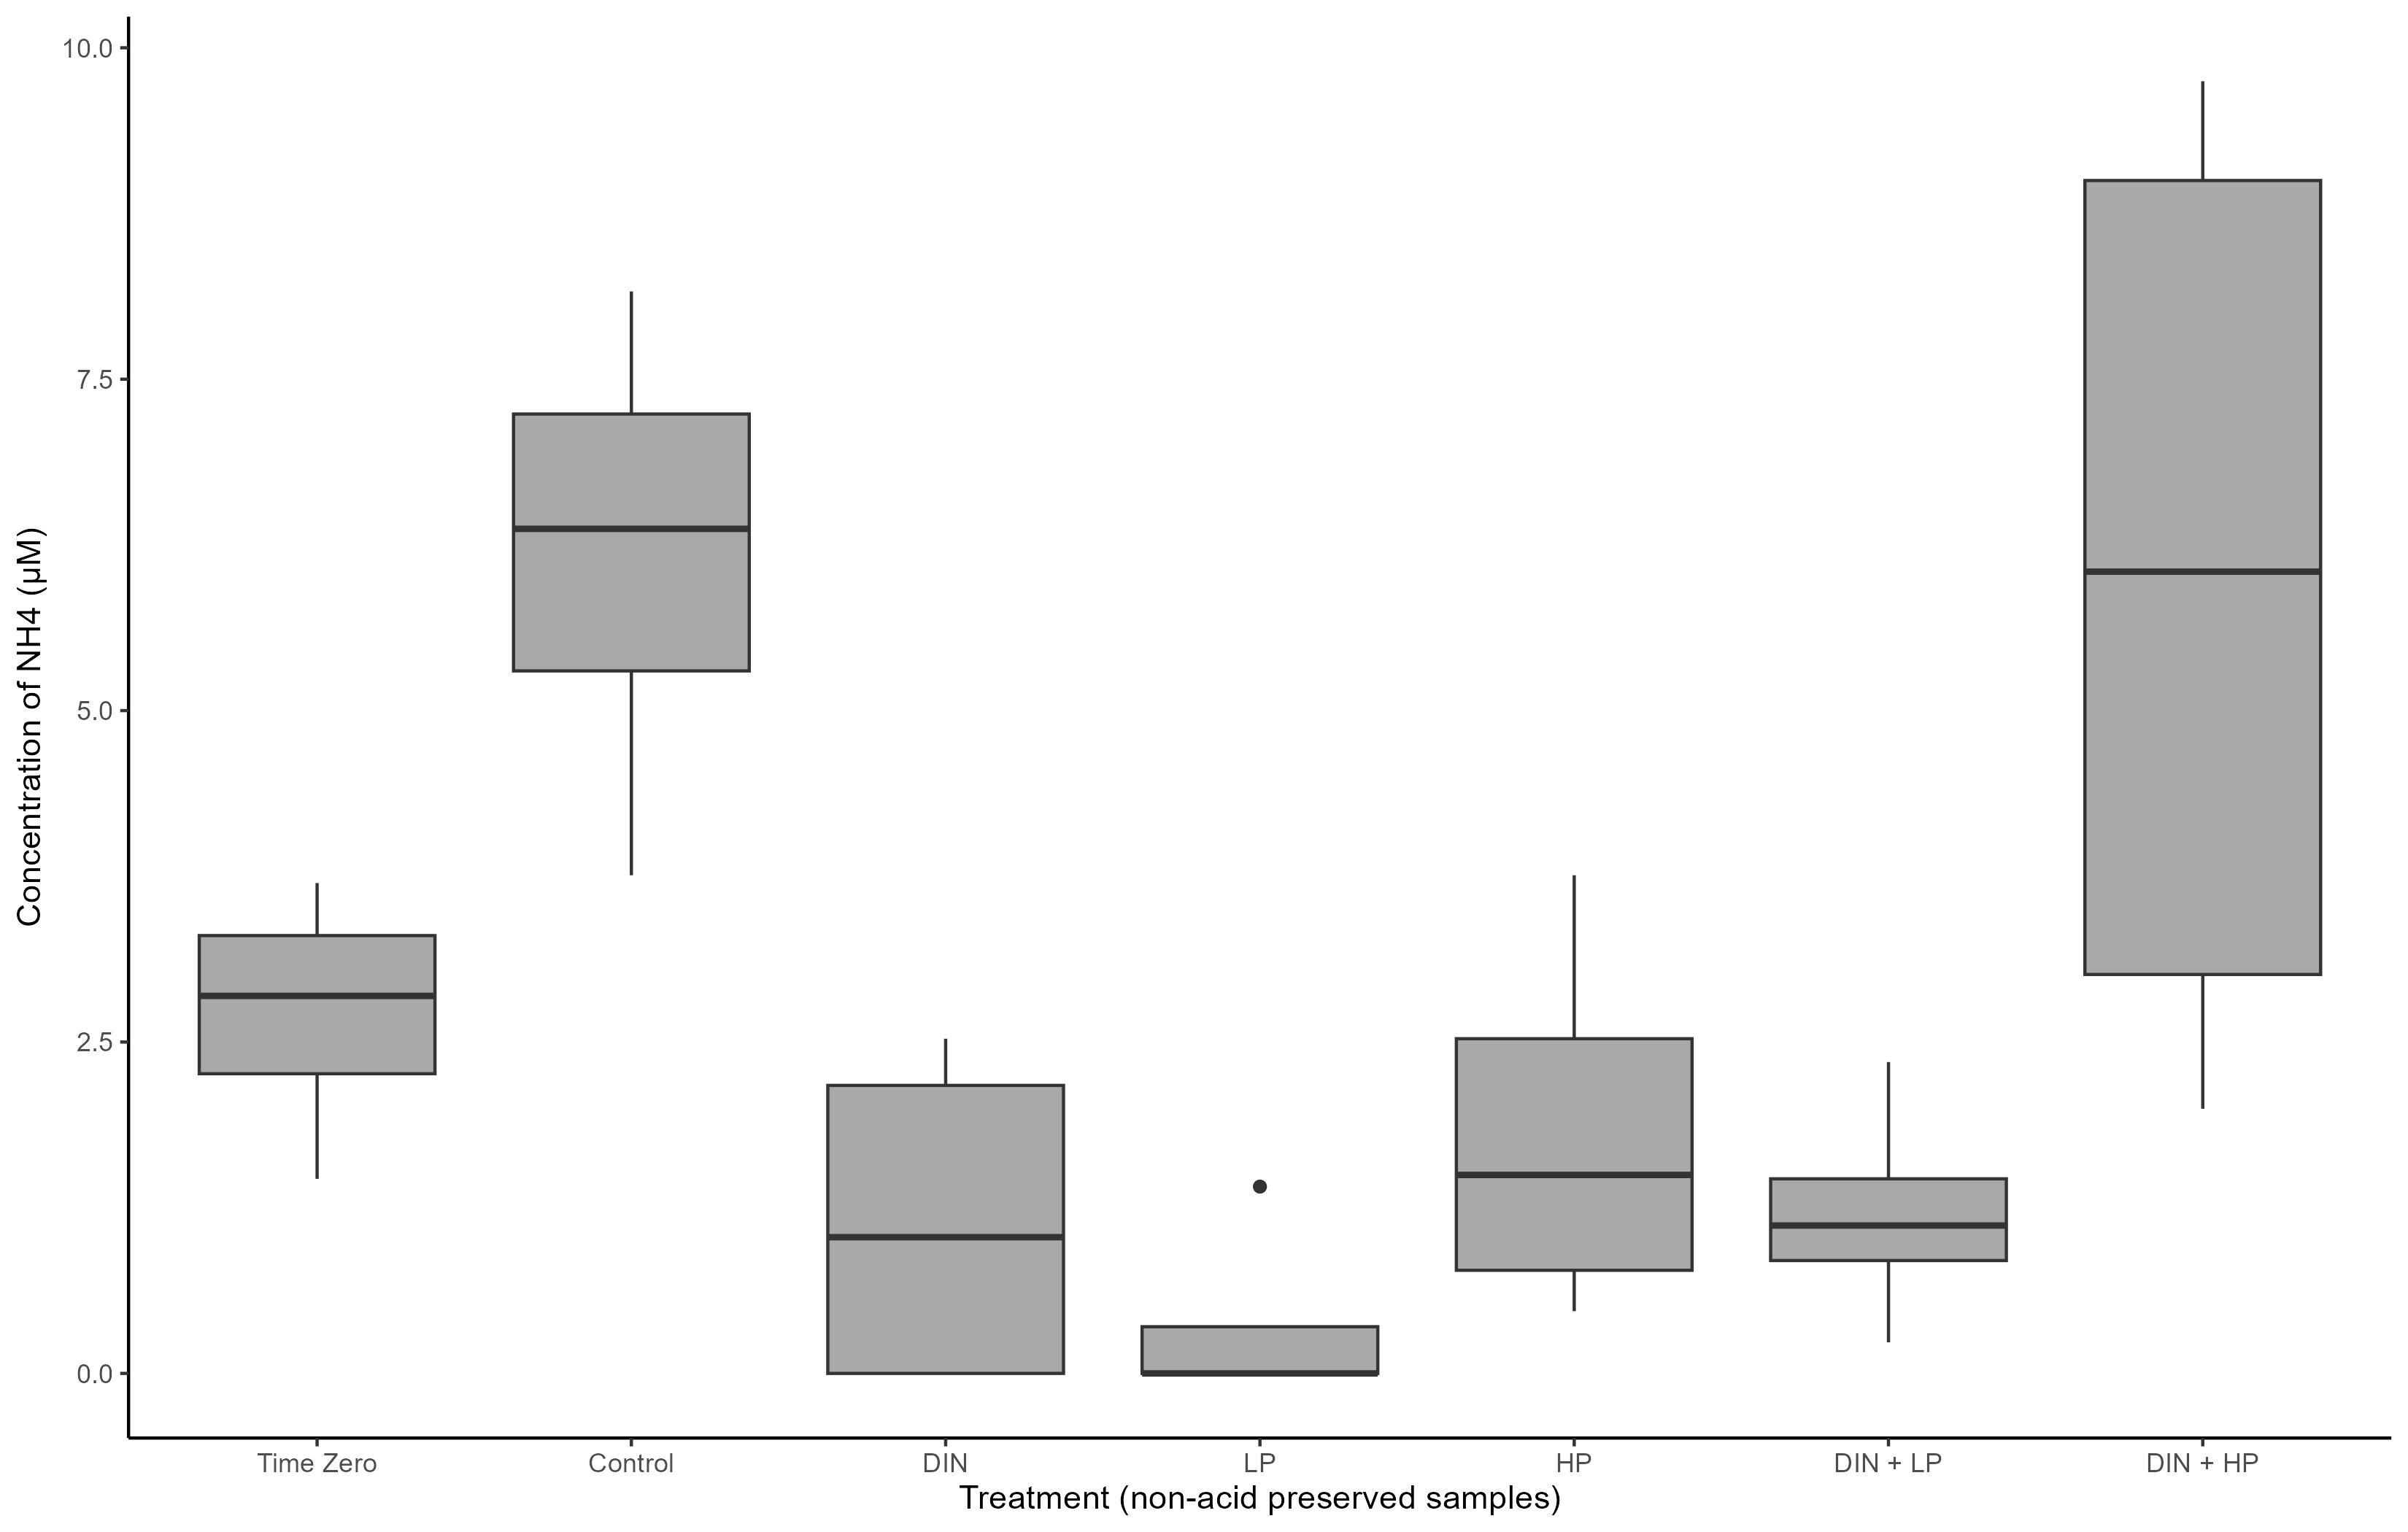 Concentration of NH4 (µM)
10.0
7.5
5.0
2.5
0.0
Time Zero Control DIN LP HP DIN + LP DIN + HP
Treatment (non-acid preserved samples)